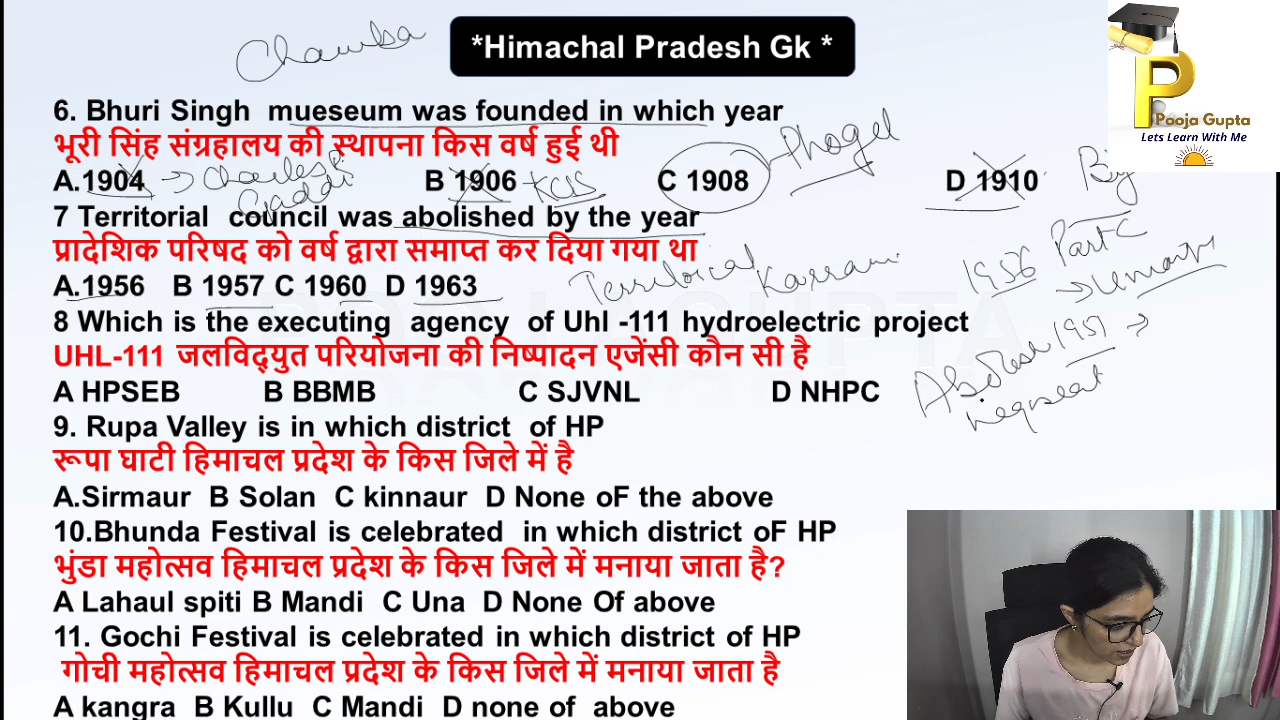 *Himachal Pradesh Gk *
Chamba
Pooja Gupta
Lets Learn With Me
6. Bhuri Singh mueseum was founded in which year
भूरी सिंह संग्रहालय की स्थापना किस वर्ष हुई थी
A.1904 B 1906 C 1908 D 1910
Phogel
7 Territorial council was abolished by the year
प्रादेशिक परिषद को वर्ष द्वारा समाप्त कर दिया गया था
A.1956 B 1957 C 1960 D 1963
Territorical
1956 Part C
1951
8 Which is the executing agency of Uhl -111 hydroelectric project
UHL-111 जलविद्युत परियोजना की निष्पादन एजेंसी कौन सी है
A HPSEB B BBMB C SJVNL D NHPC
9. Rupa Valley is in which district of HP
रूपा घाटी हिमाचल प्रदेश के किस जिले में है
A.Sirmaur B Solan C kinnaur D None oF the above
10.Bhunda Festival is celebrated in which district oF HP
भुंडा महोत्सव हिमाचल प्रदेश के किस जिले में मनाया जाता है?
A Lahaul spiti B Mandi C Una D None Of above
11. Gochi Festival is celebrated in which district of HP
गोची महोत्सव हिमाचल प्रदेश के किस जिले में मनाया जाता है
A kangra B Kullu C Mandi D none of above